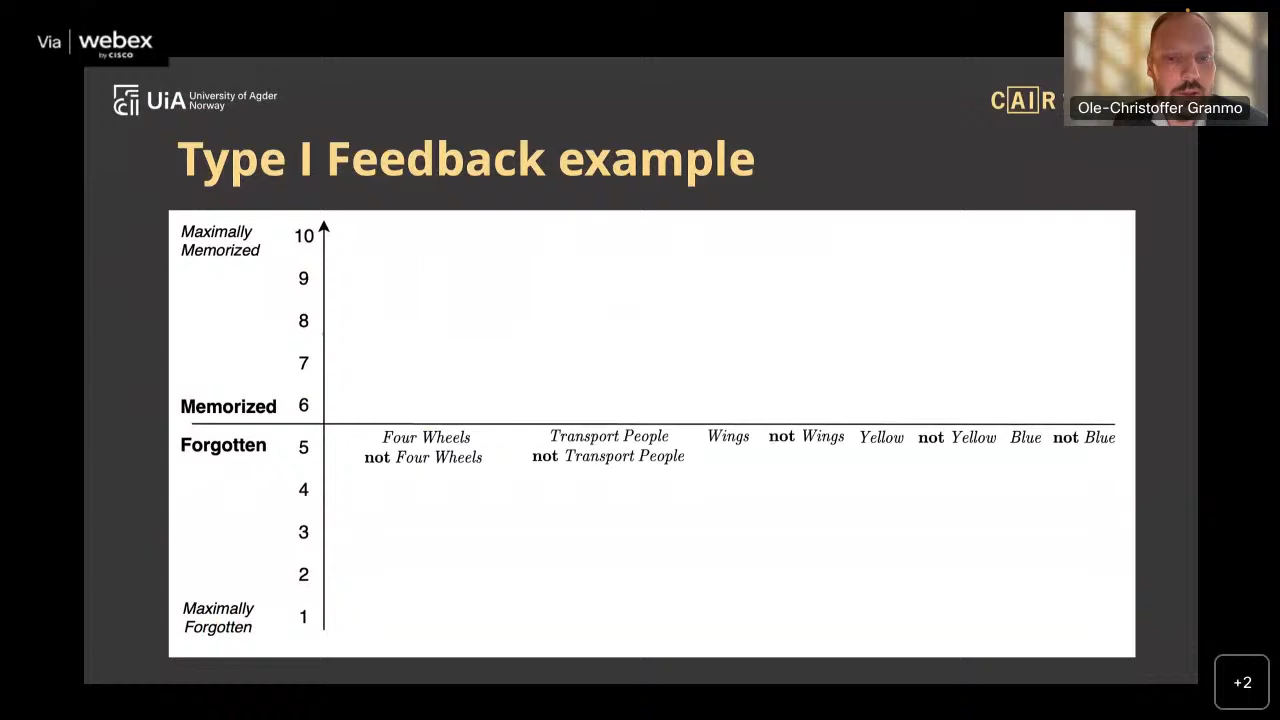 Via | webex
by CISCO
UiA University of Agder
Norway
CAIR
Ole-Christoffer Granmo
Type I Feedback example
Maximally
Memorized
10
9
8
7
Memorized 6
Forgotten 5
Four Wheels Transport People Wings not Wings Yellow not Yellow Blue not Blue
not Four Wheels not Transport People
4
3
2
Maximally
Forgotten
1
+2